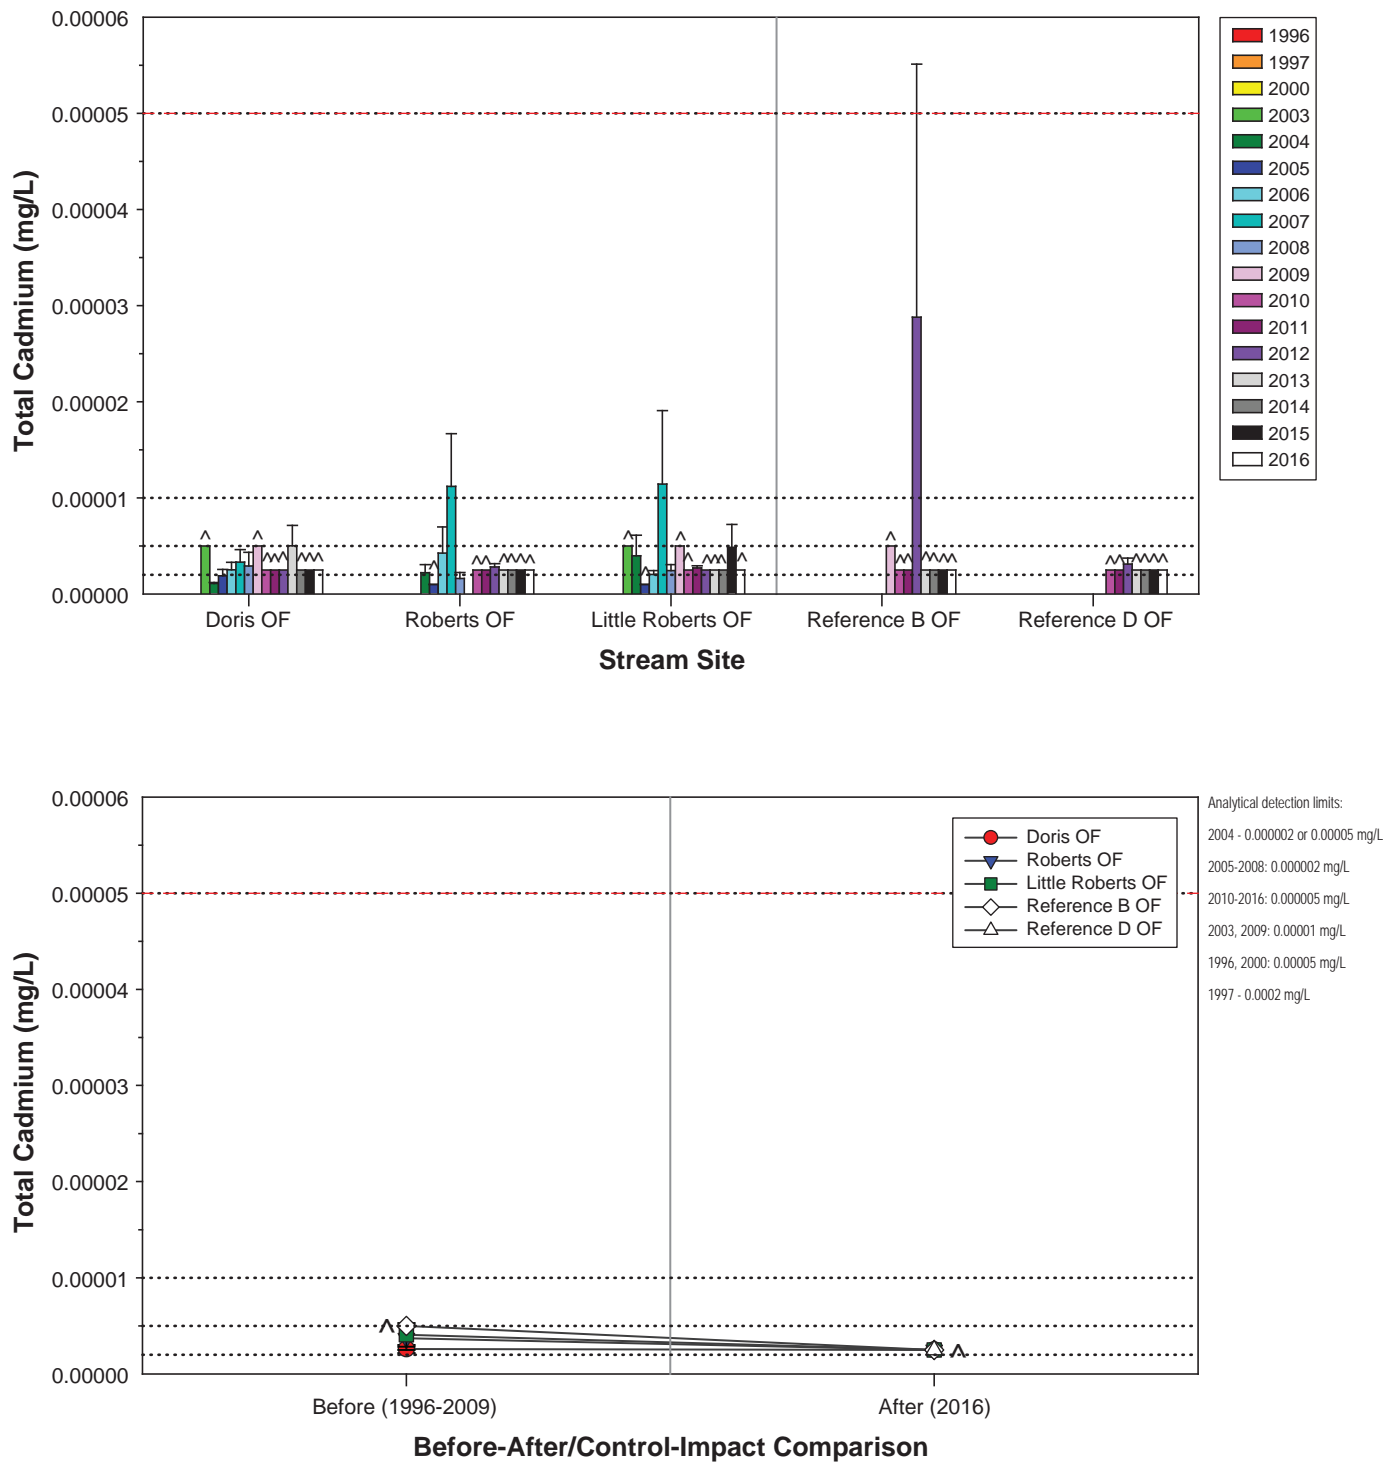 Total Cadmium (mg/L)
0.00006
0.00005
0.00004
0.00003
0.00002
0.00001
0.00000
^ ^ ^^^ ^^^
^ ^^ ^^^^
^ ^ ^ ^ ^^^ ^
^ ^^ ^^^^
^^ ^^^^
Doris OF Roberts OF Little Roberts OF Reference B OF Reference D OF
Stream Site
1996
1997
2000
2003
2004
2005
2006
2007
2008
2009
2010
2011
2012
2013
2014
2015
2016
Total Cadmium (mg/L)
0.00006
0.00005
0.00004
0.00003
0.00002
0.00001
0.00000
Doris OF
Roberts OF
Little Roberts OF
Reference B OF
Reference D OF
^
^
Before (1996-2009) After (2016)
Before-After/Control-Impact Comparison
Analytical detection limits:
2004 - 0.000002 or 0.00005 mg/L
2005-2008: 0.000002 mg/L
2010-2016: 0.000005 mg/L
2003, 2009: 0.00001 mg/L
1996, 2000: 0.00005 mg/L
1997 - 0.0002 mg/L